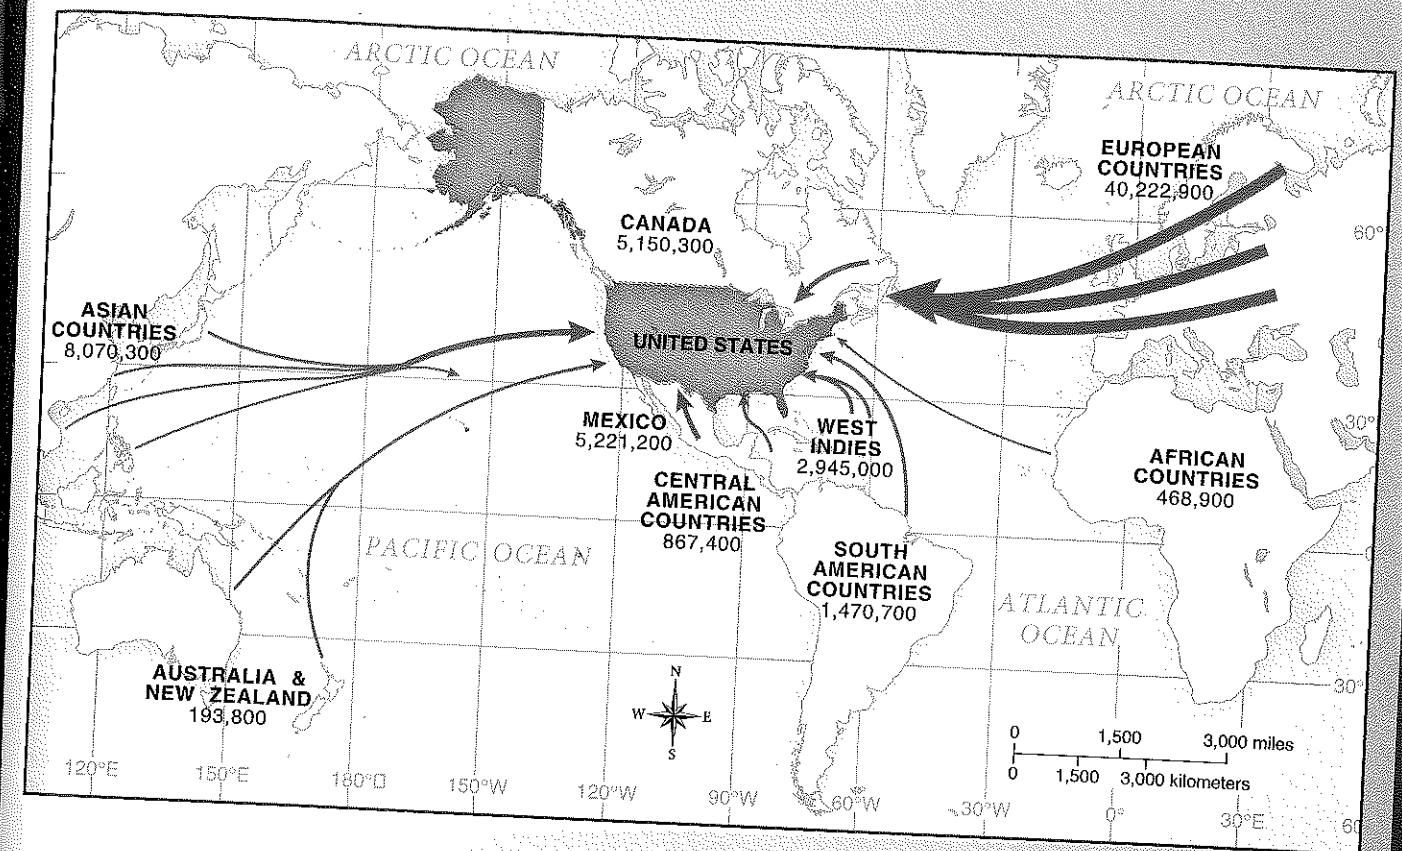 ARCTIC OCEAN
ARCTIC OCEAN
EUROPEAN
COUNTRIES
40,222,900
CANADA
5,150,300
60°
ASIAN
COUNTRIES
8,070,300
UNITED STATES
MEXICO
5,221,200
WEST
INDIES
2,945,000
30°
AFRICAN
COUNTRIES
468,900
CENTRAL
AMERICAN
COUNTRIES
867,400
PACIFIC OCEAN
SOUTH
AMERICAN
COUNTRIES
1,470,700
ATLANTIC
OCEAN
AUSTRALIA &
NEW ZEALAND
193,800
N
W
E
S
30°
0
1,500
3,000 miles
0
1,500
3,000 kilometers
120°E
150°E
180°
150°W
120°W
90°W
60°W
30°W
0°
30°E
60